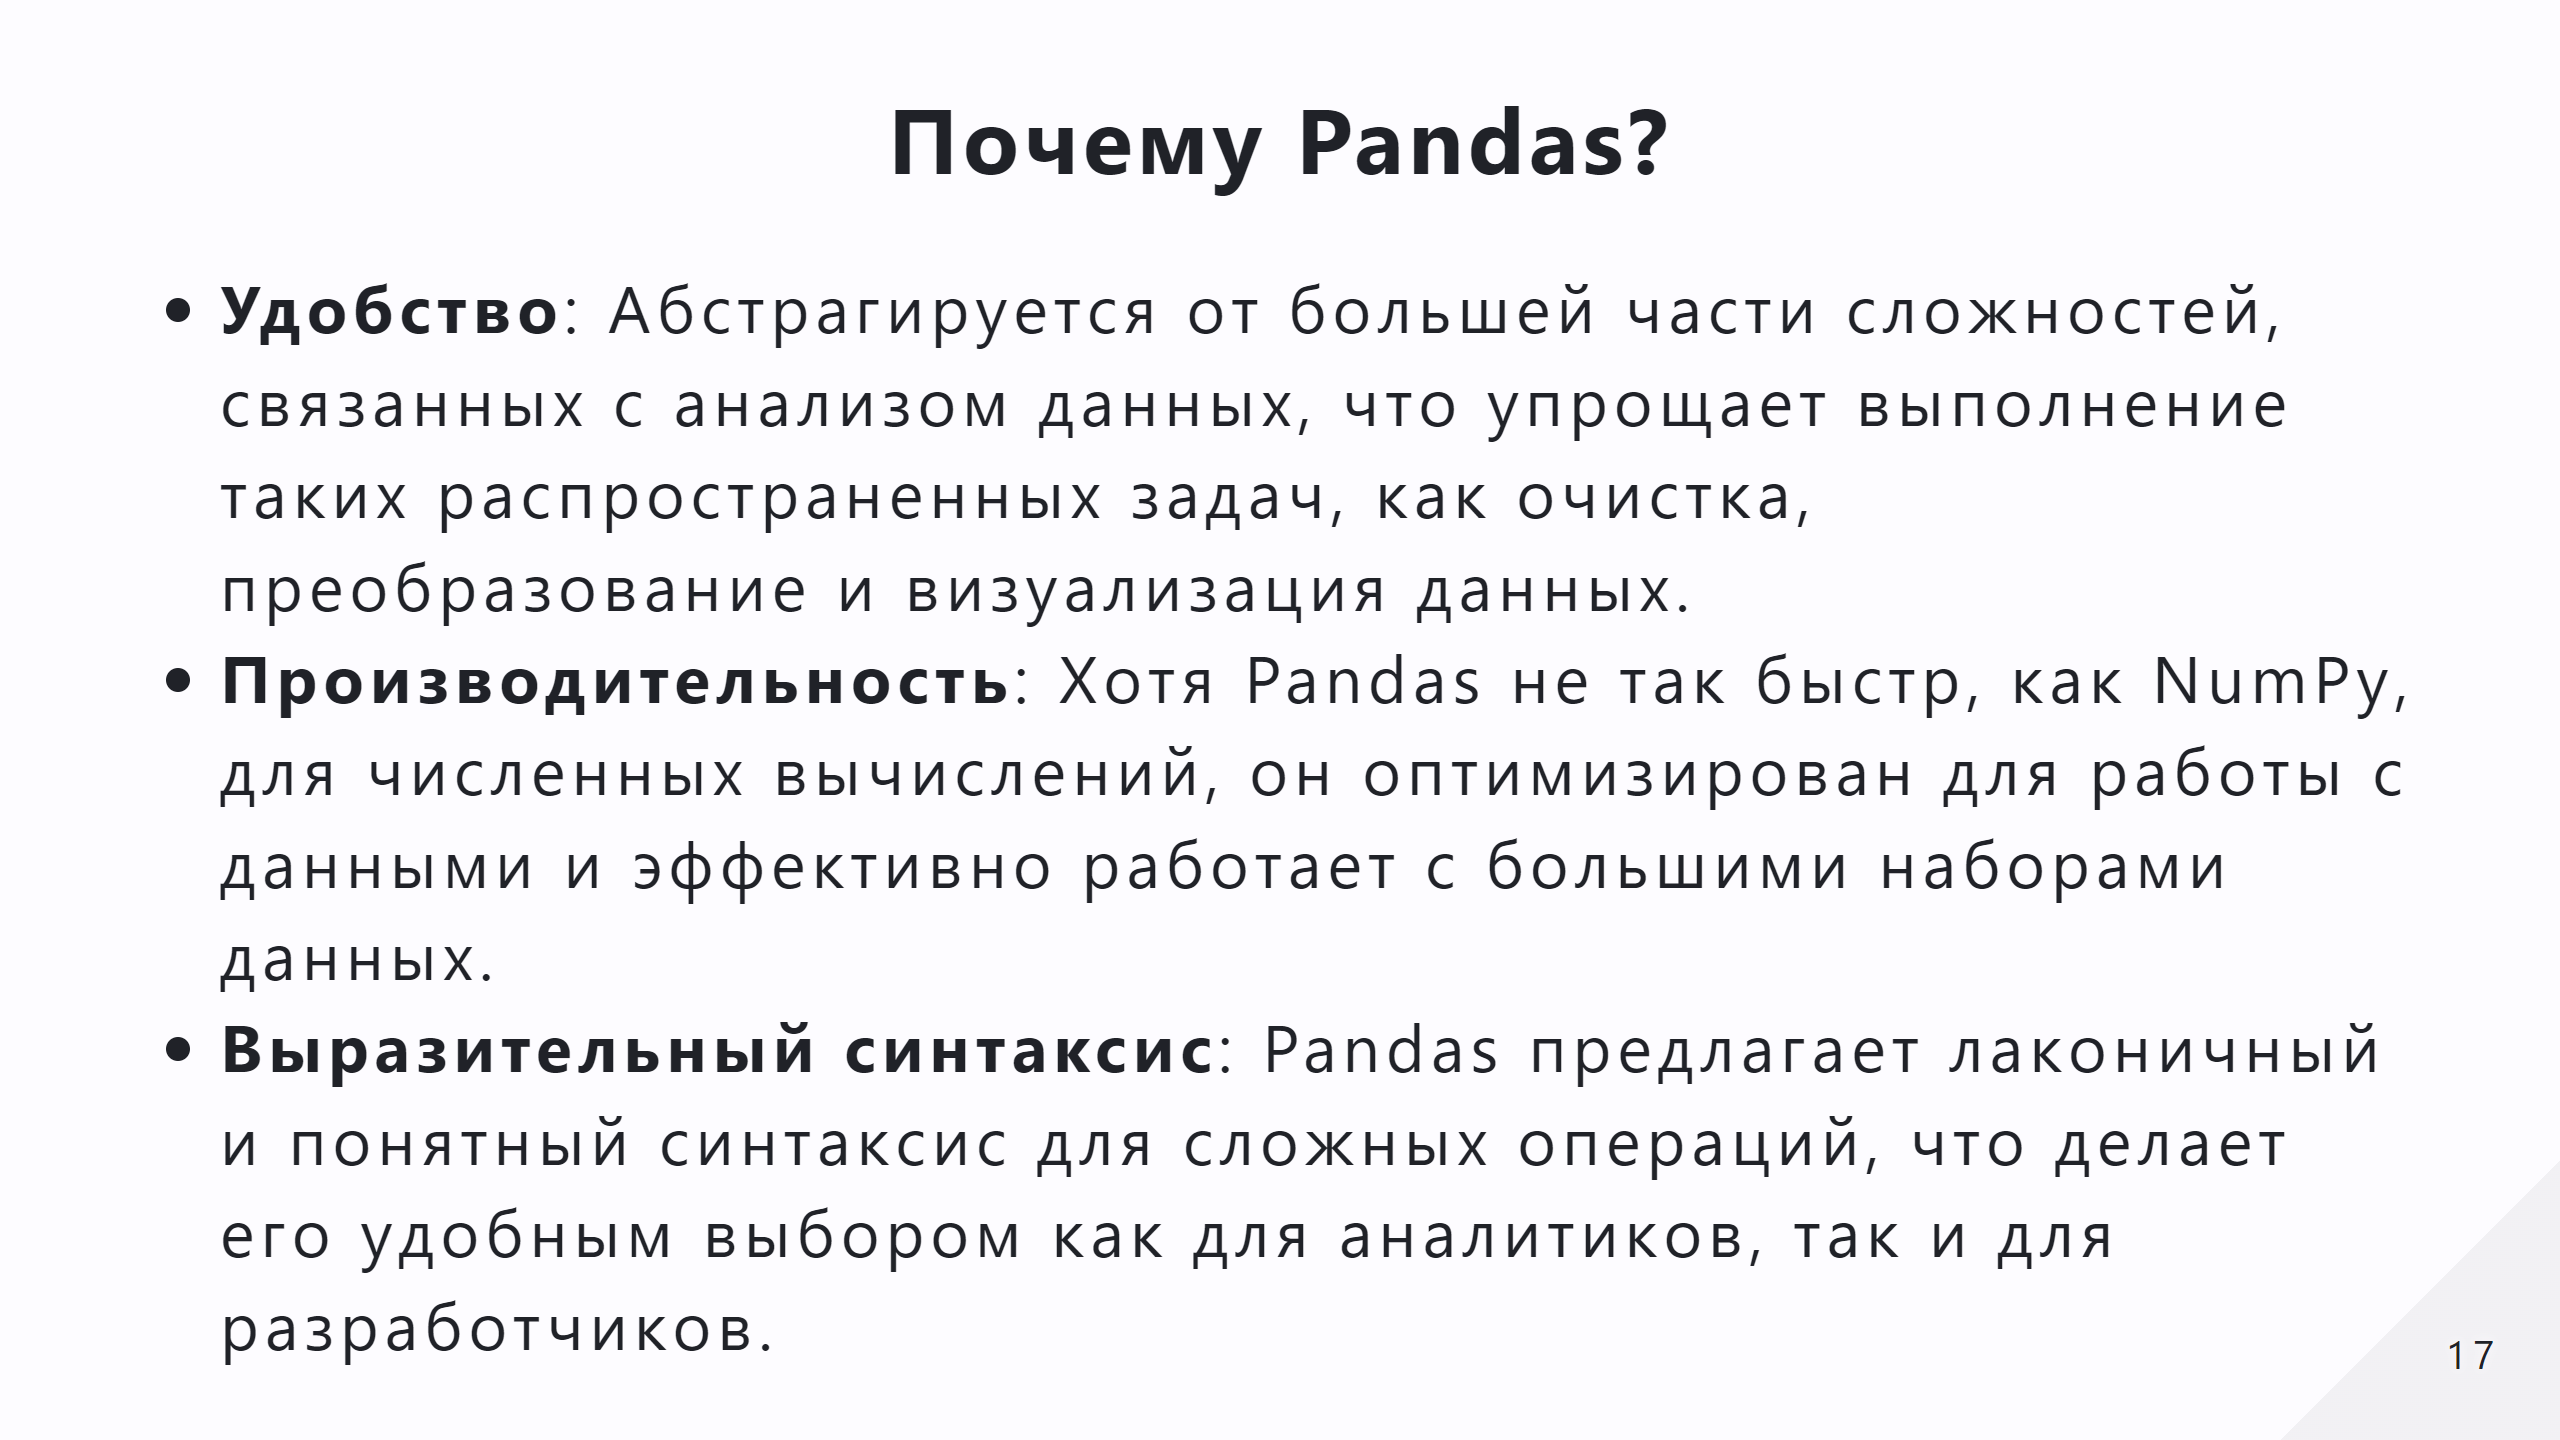 Почему Pandas?
• Удобство: Абстрагируется от большей части сложностей,
связанных с анализом данных, что упрощает выполнение
таких распространенных задач, как очистка,
преобразование и визуализация данных.
• Производительность: Хотя Pandas не так быстр, как NumPy,
для численных вычислений, он оптимизирован для работы с
данными и эффективно работает с большими наборами
данных.
• Выразительный синтаксис: Pandas предлагает лаконичный
и понятный синтаксис для сложных операций, что делает
его удобным выбором как для аналитиков, так и для
разработчиков.
17